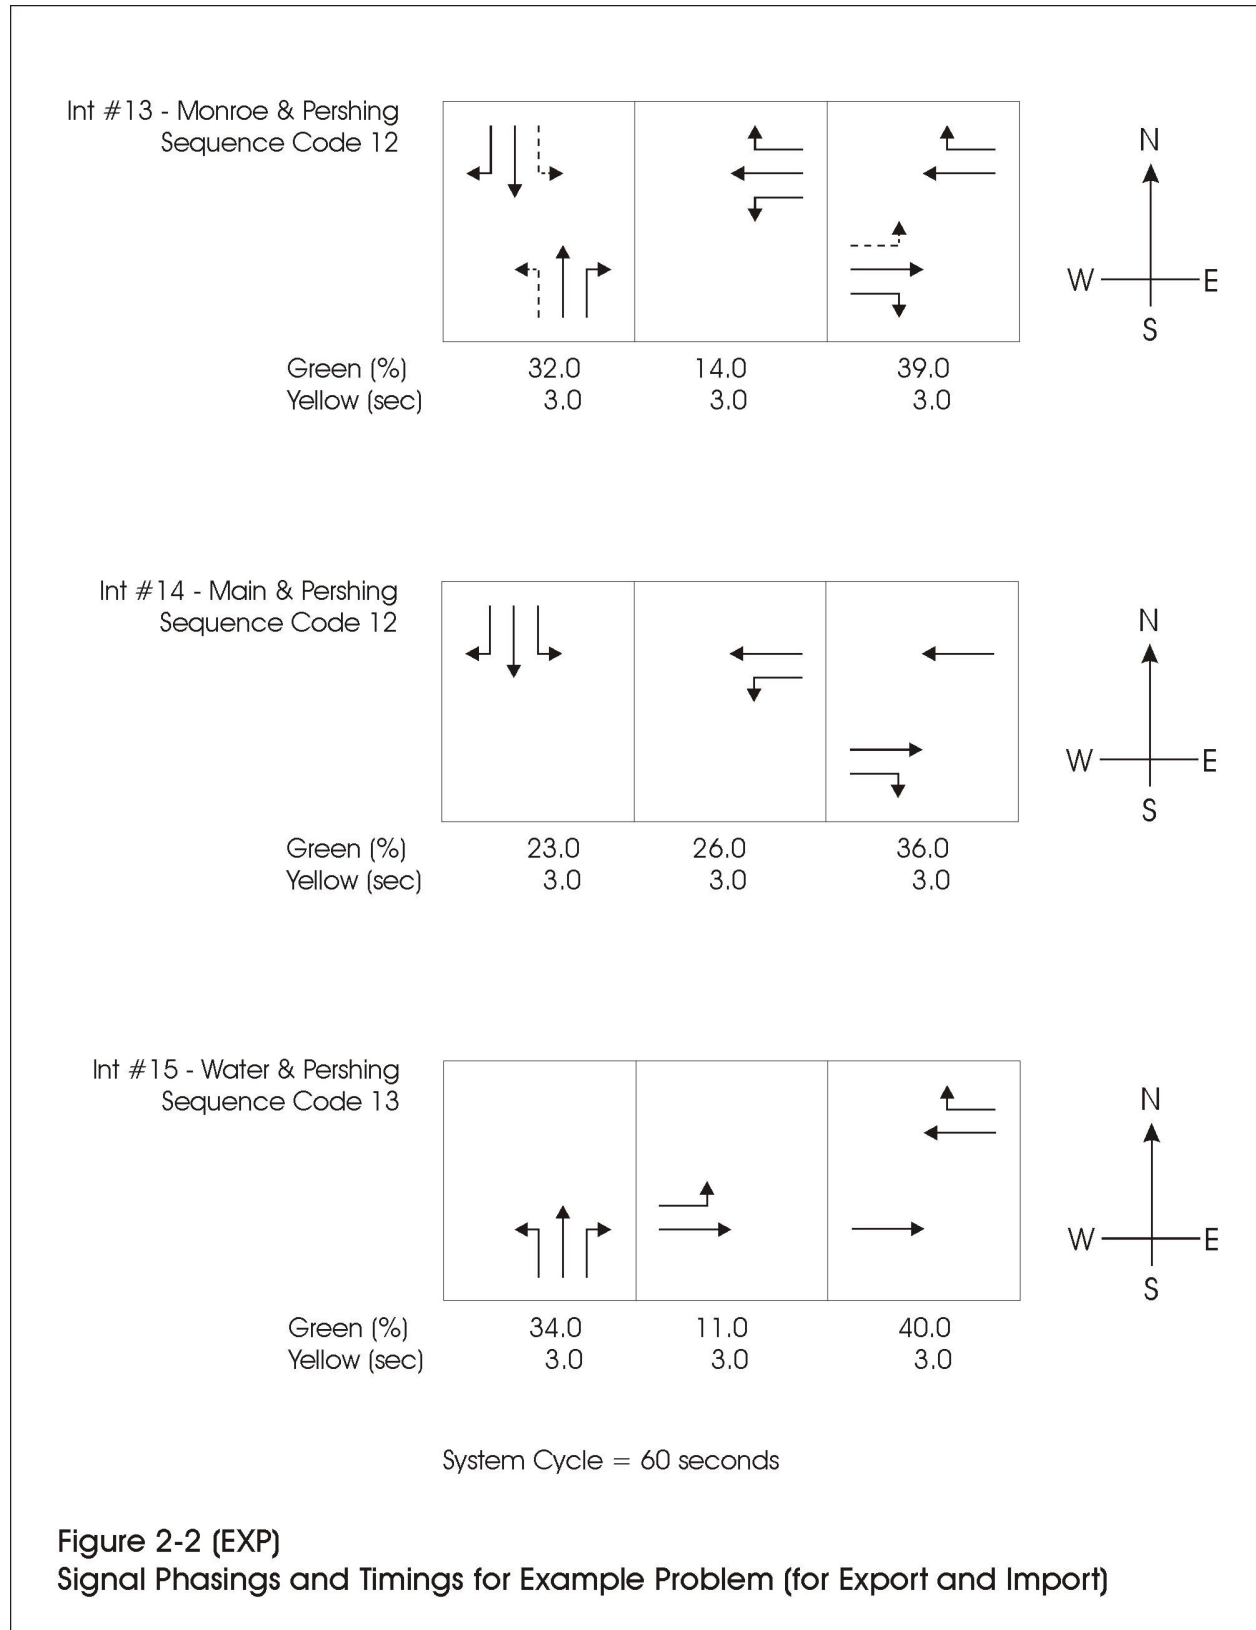 Int #13 - Monroe & Pershing
Sequence Code 12
N
W E
S
Green (%) 32.0 14.0 39.0
Yellow (sec) 3.0 3.0 3.0
Int #14 - Main & Pershing
Sequence Code 12
N
W E
S
Green (%) 23.0 26.0 36.0
Yellow (sec) 3.0 3.0 3.0
Int #15 - Water & Pershing
Sequence Code 13
N
W E
S
Green (%) 34.0 11.0 40.0
Yellow (sec) 3.0 3.0 3.0
System Cycle = 60 seconds
Figure 2-2 (EXP)
Signal Phasings and Timings for Example Problem (for Export and Import)